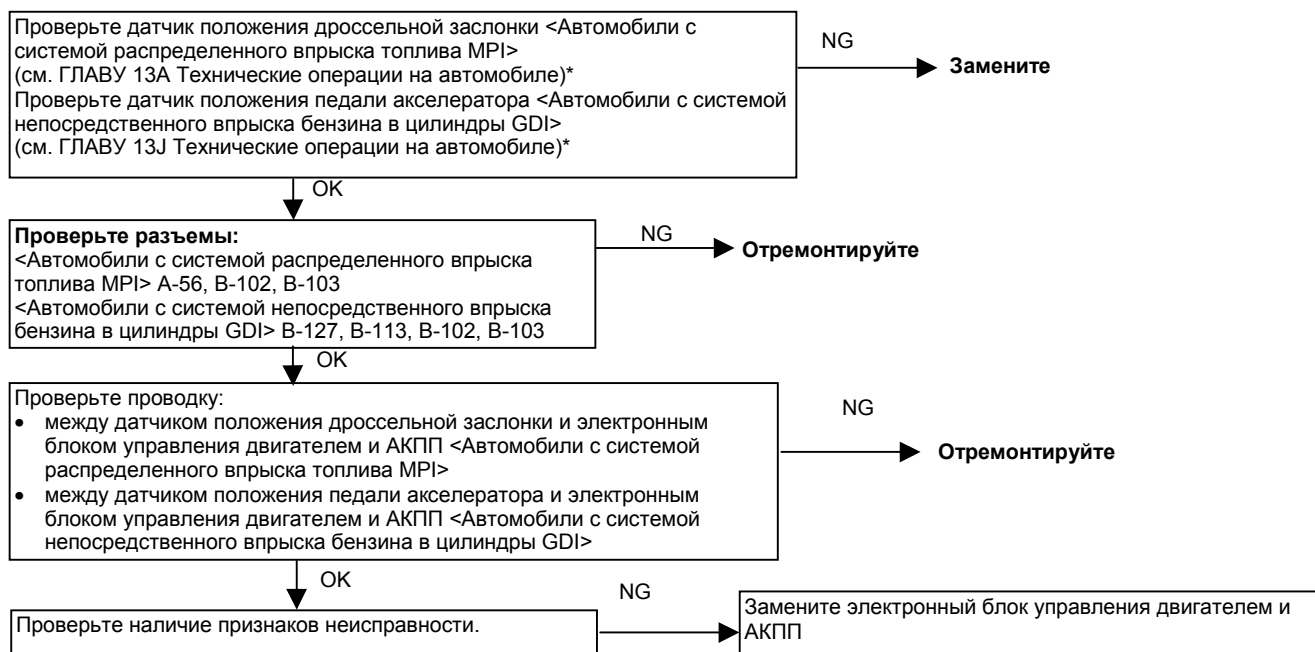 Проверьте датчик положения дроссельной заслонки <Автомобили с
системой распределенного впрыска топлива MPI>
(см. ГЛАВУ 13A Технические операции на автомобиле)*
Проверьте датчик положения педали акселератора <Автомобили с системой
непосредственного впрыска бензина в цилиндры GDI>
(см. ГЛАВУ 13J Технические операции на автомобиле)*
NG
Замените
OK
Проверьте разъемы:
<Автомобили с системой распределенного впрыска
топлива MPI> A-56, B-102, B-103
<Автомобили с системой непосредственного впрыска
бензина в цилиндры GDI> B-127, B-113, B-102, B-103
NG
Отремонтируйте
OK
Проверьте проводку:
• между датчиком положения дроссельной заслонки и электронным
блоком управления двигателем и АКПП <Автомобили с системой
распределенного впрыска топлива MPI>
• между датчиком положения педали акселератора и электронным
блоком управления двигателем и АКПП <Автомобили с системой
непосредственного впрыска бензина в цилиндры GDI>
NG
Отремонтируйте
OK
Проверьте наличие признаков неисправности.
NG
Замените электронный блок управления двигателем и
АКПП